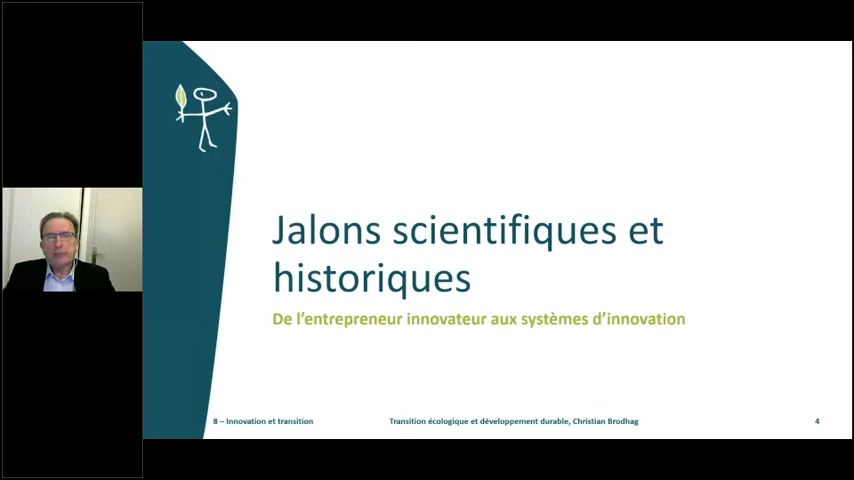 Jalons scientifiques et
historiques
De l’entrepreneur innovateur aux systèmes d’innovation
8 – Innovation et transition
Transition écologique et développement durable, Christian Brodhag
4